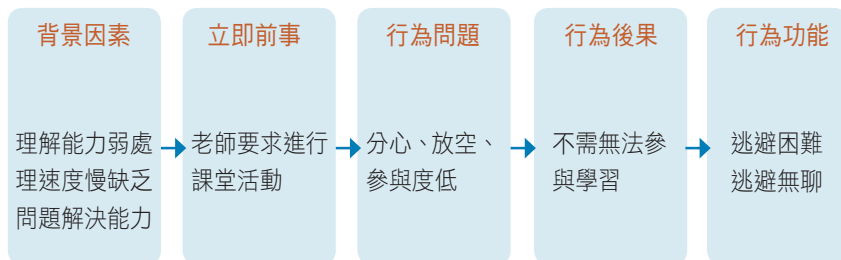 背景因素
理解能力弱處
理速度慢缺乏
問題解決能力
立即前事
老師要求進行
課堂活動
行為問題
分心、放空、
參與度低
行為後果
不需無法參
與學習
行為功能
逃避困難
逃避無聊